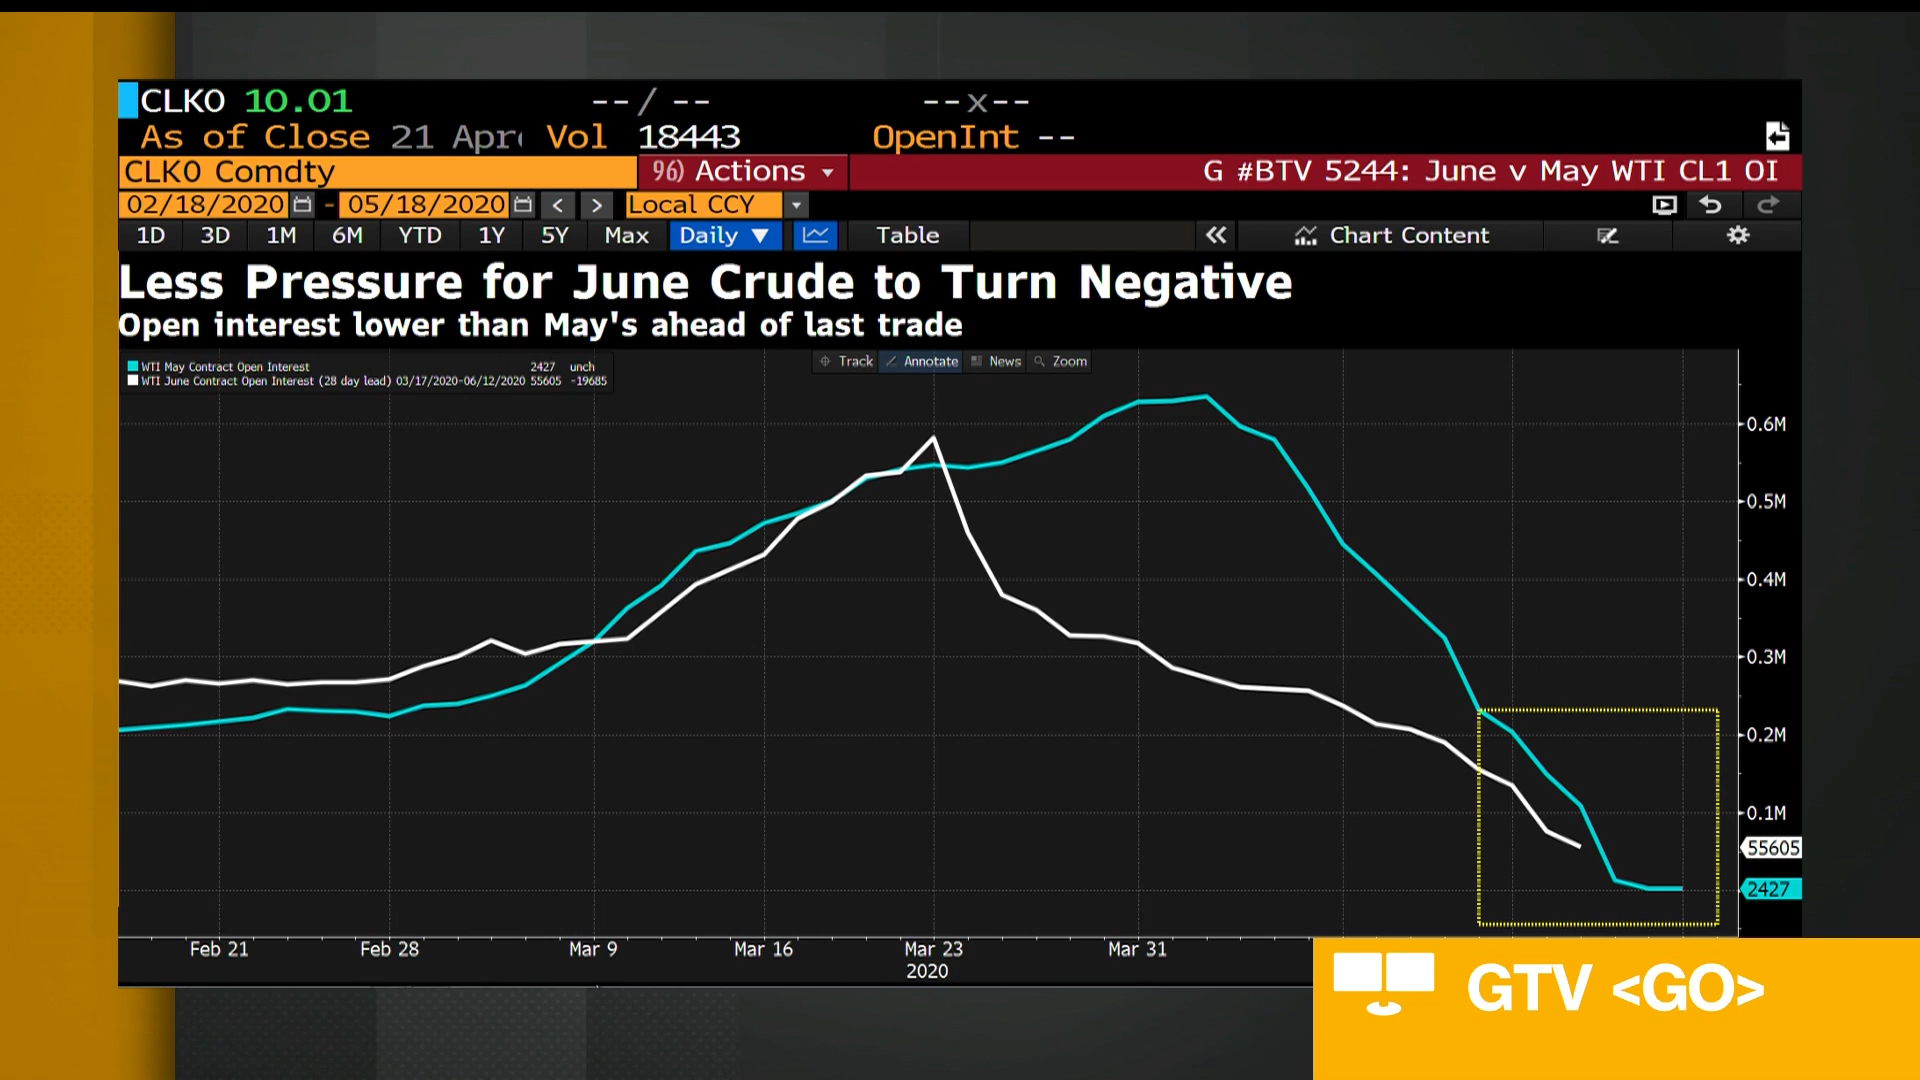 CLK0 10.01 --/-- --x--
As of Close 21 Apr Vol 18443 OpenInt --
CLK0 Comdty 96) Actions G #BTV 5244: June v May WTI CL1 OI
02/18/2020 - 05/18/2020 < > Local CCY
1D 3D 1M 6M YTD 1Y 5Y Max Daily ▼ Table « Chart Content
Less Pressure for June Crude to Turn Negative
Open interest lower than May's ahead of last trade
Track Annotate News Zoom
WTI May Contract Open Interest 2427 unch
WTI June Contract Open Interest (28 day lead) 03/17/2020-06/12/2020 55605 -19685
0.6M
0.5M
0.4M
0.3M
0.2M
0.1M
55605
2427
Feb 21 Feb 28 Mar 9 Mar 16 Mar 23 Mar 31
2020
GTV <GO>